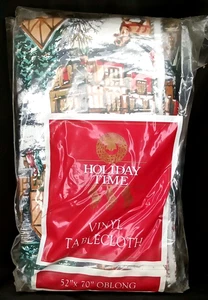 HOLIDAY
TIME
VINYL
TABLECLOTH
52"X 70" OBLONG